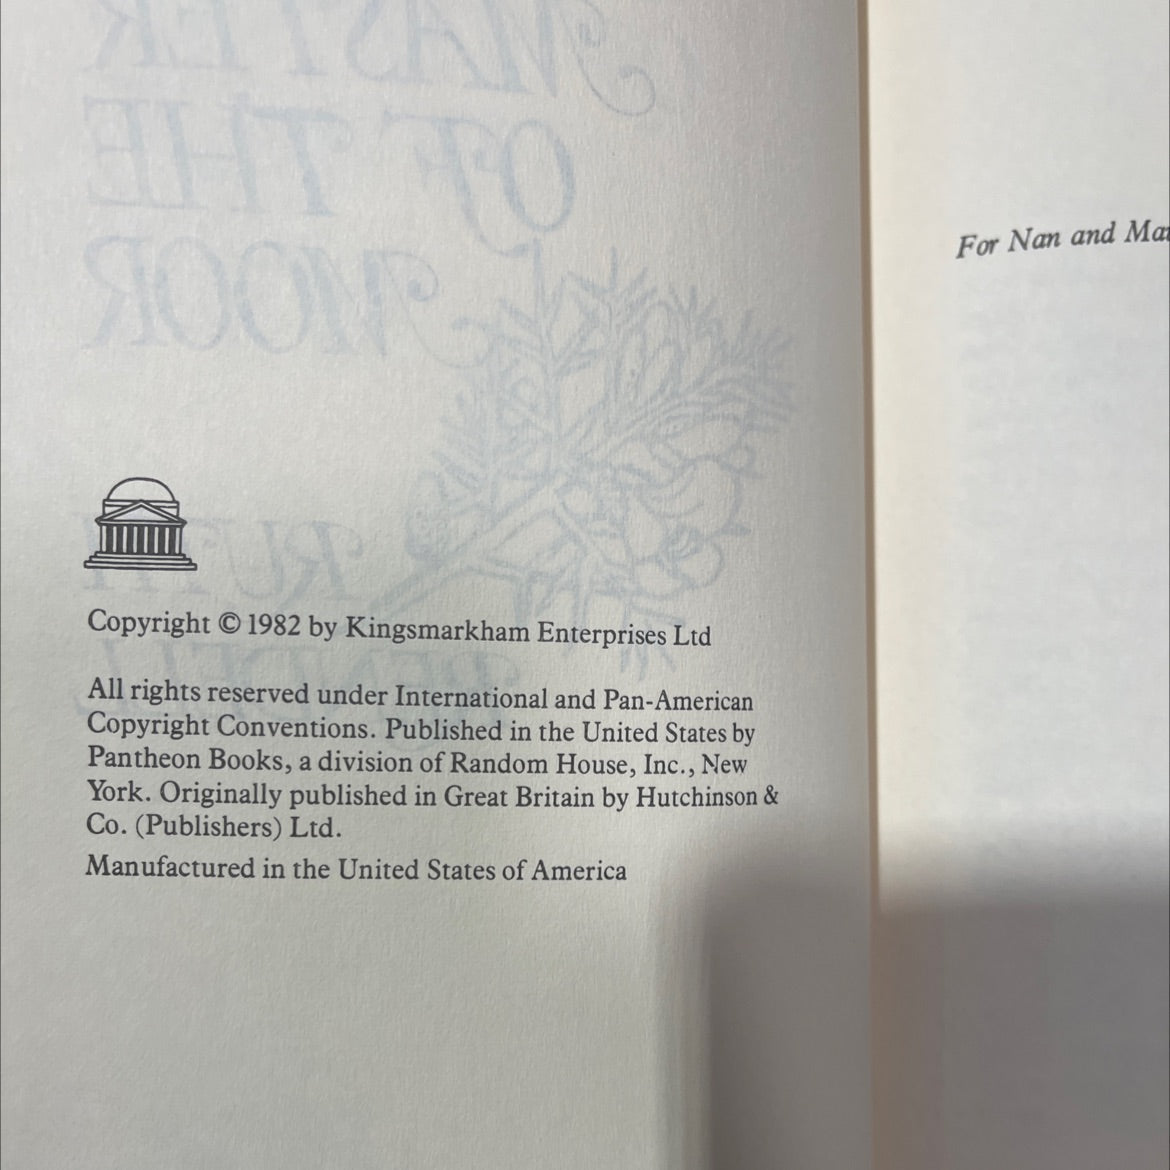 MASTER
OF THE
MOOR
RUTH
RENDELL
Copyright © 1982 by Kingsmarkham Enterprises Ltd
All rights reserved under International and Pan-American
Copyright Conventions. Published in the United States by
Pantheon Books, a division of Random House, Inc., New
York. Originally published in Great Britain by Hutchinson &
Co. (Publishers) Ltd.
Manufactured in the United States of America
For Nan and